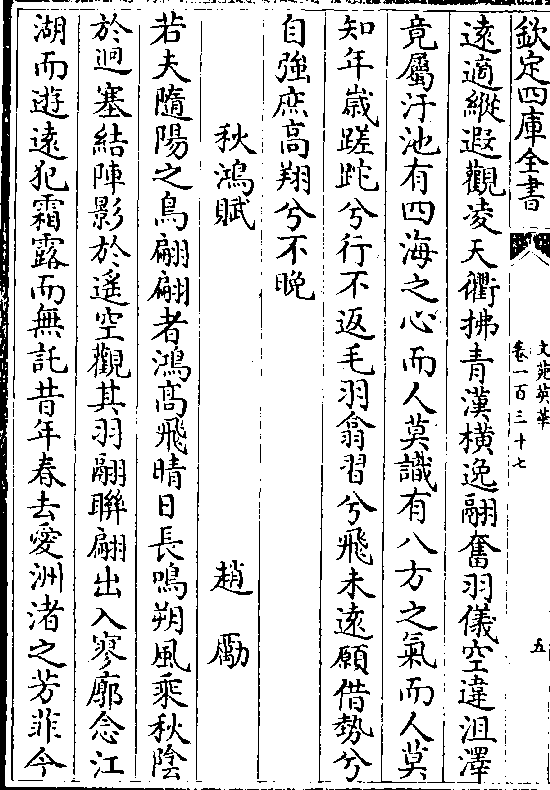 欽定四庫全書
文苑英華
卷一百三十七
五
遠適縱遐觀凌天衢拂青漢橫逸翮奮羽儀空違沮澤
竟屬汙池有四海之心而人莫識有八方之氣而人莫
知年嵗蹉跎兮行不返毛羽翕習兮飛未遠願借勢兮
自強庶高翔兮不晚
秋鴻賦 趙勵
若夫隨陽之鳥翩翩者鴻高飛晴日長鳴朔風乘秋陰
於迥塞結陣影於遙空觀其羽翮聨翩出入寥廓念江
湖而遊逺犯霜露而無託昔年春去愛洲渚之芳菲今